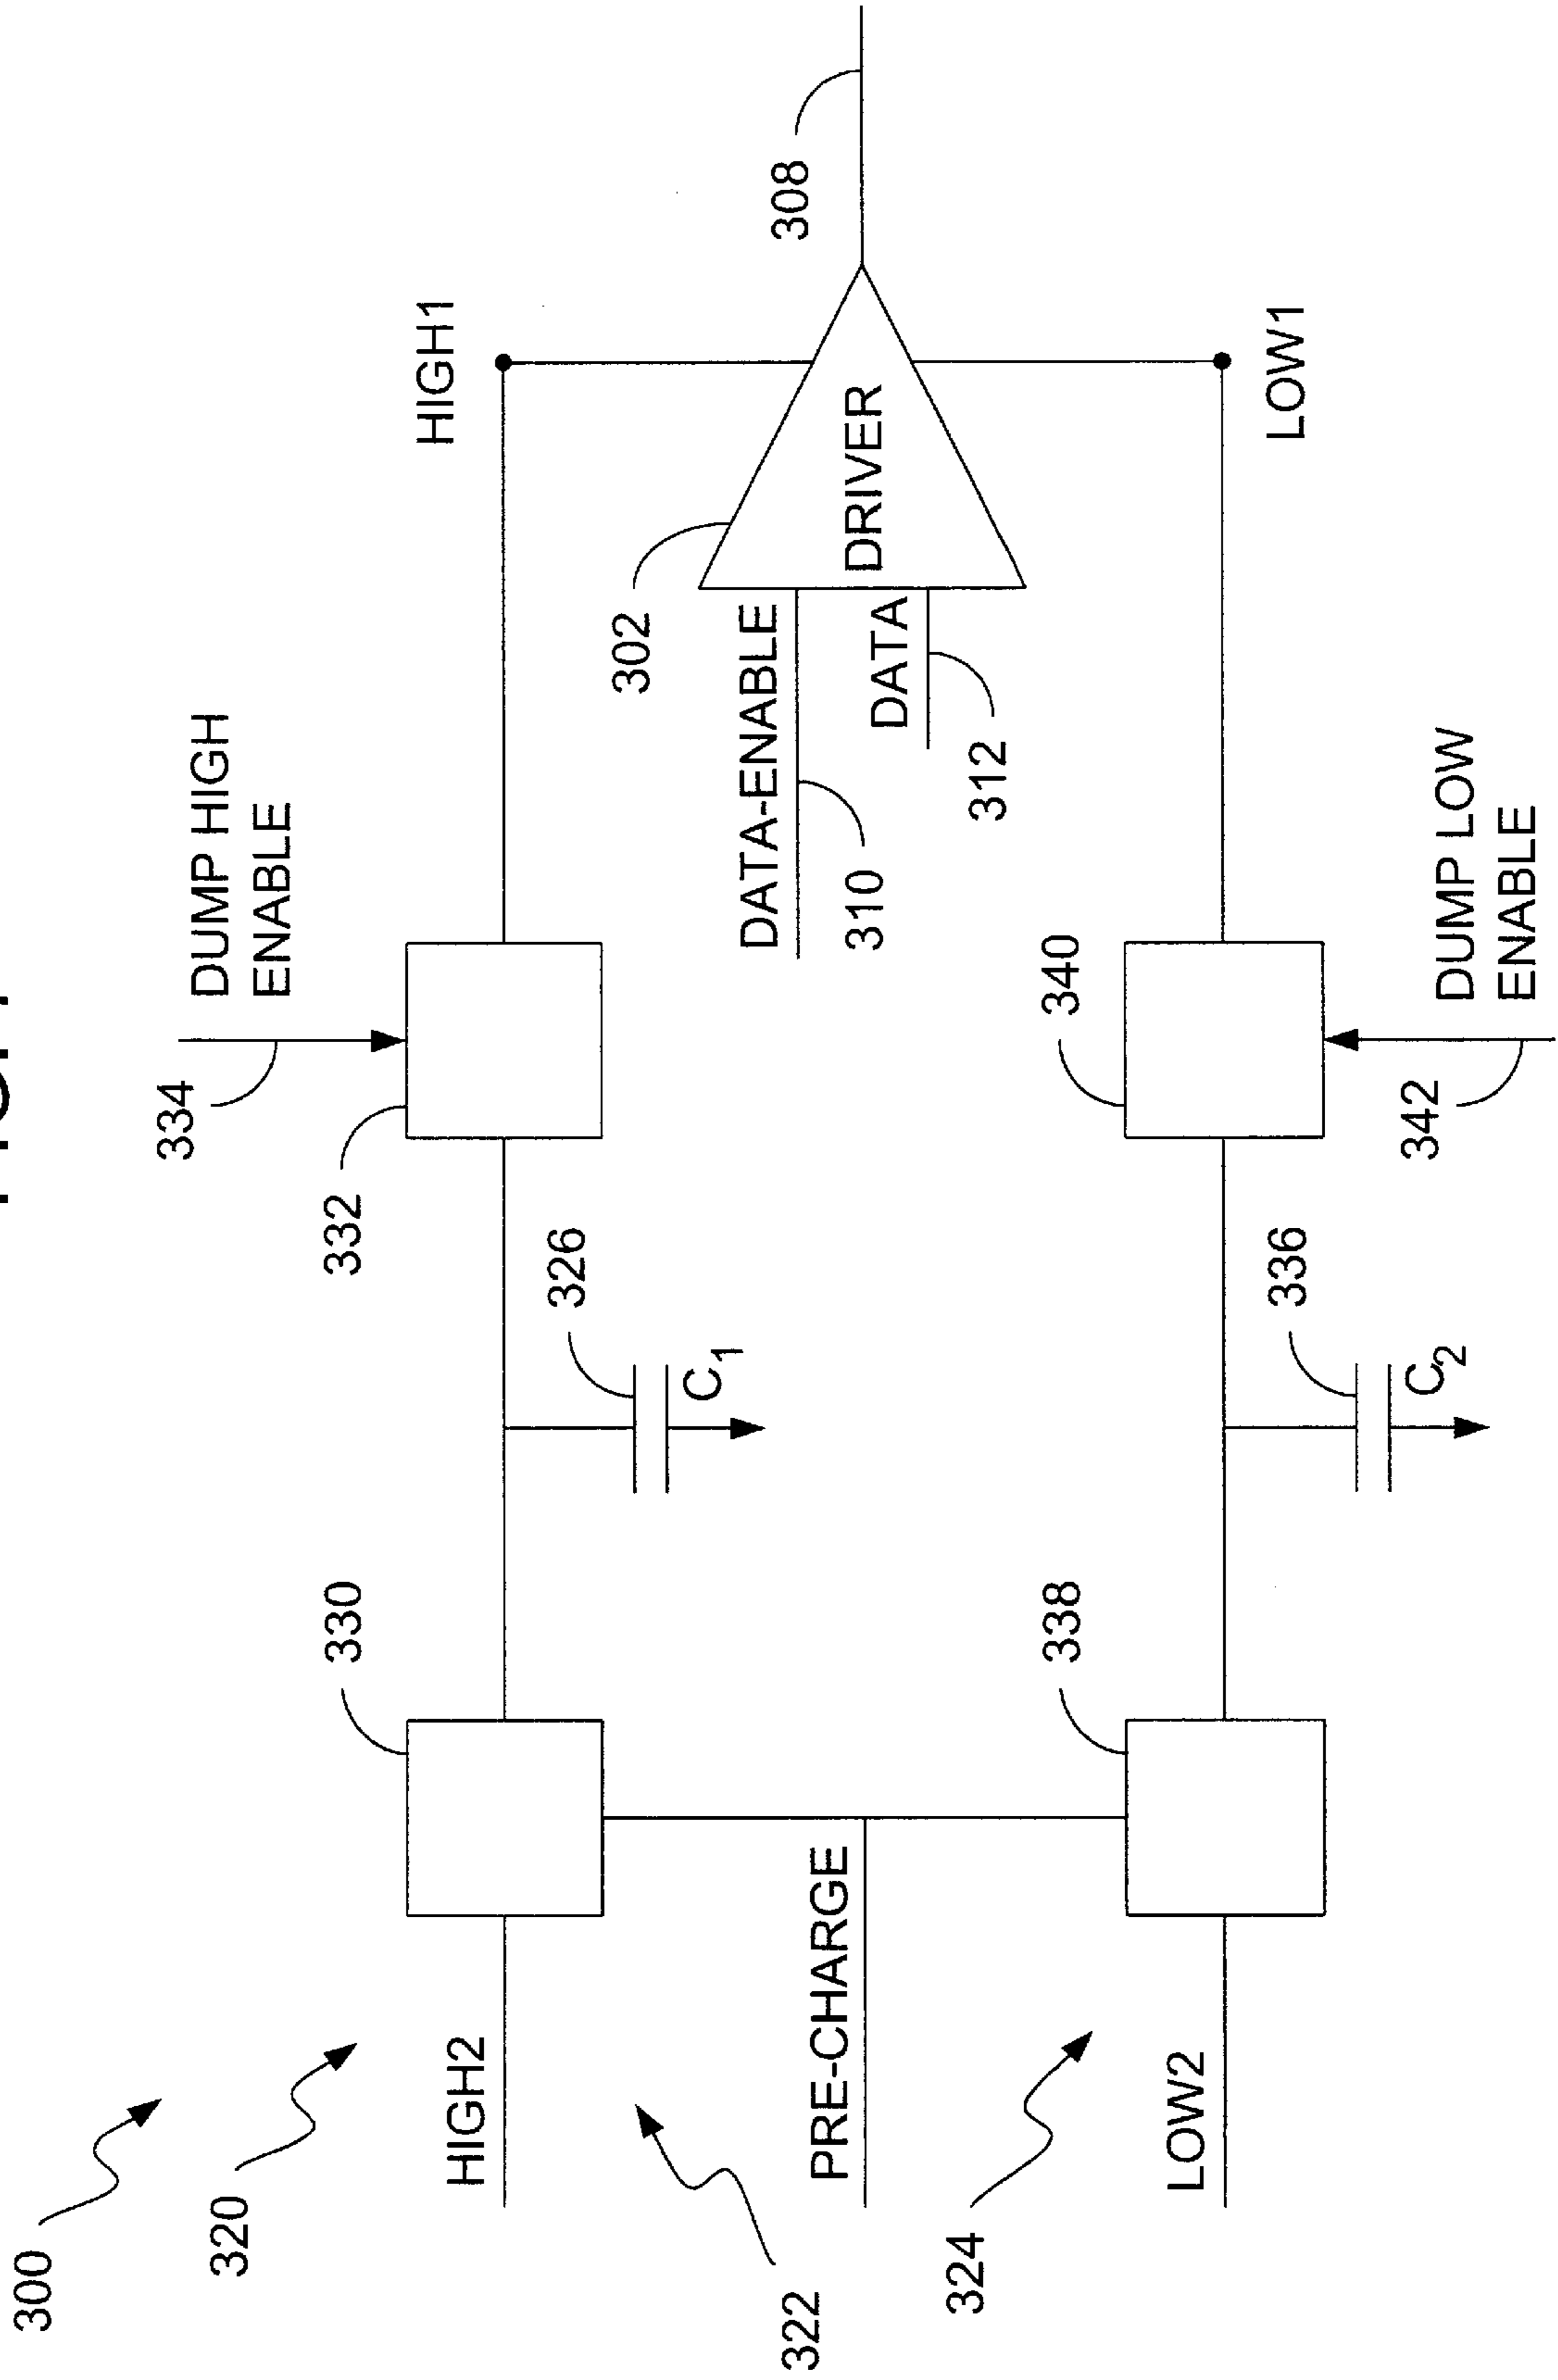 334
DUMP HIGH
ENABLE
332
330
300
320
HIGH2
326
C1
HIGH1
302
308
DATA-ENABLE
310
DRIVER
DATA
312
PRE-CHARGE
322
324
338
340
LOW2
336
C2
LOW1
342
DUMP LOW
ENABLE